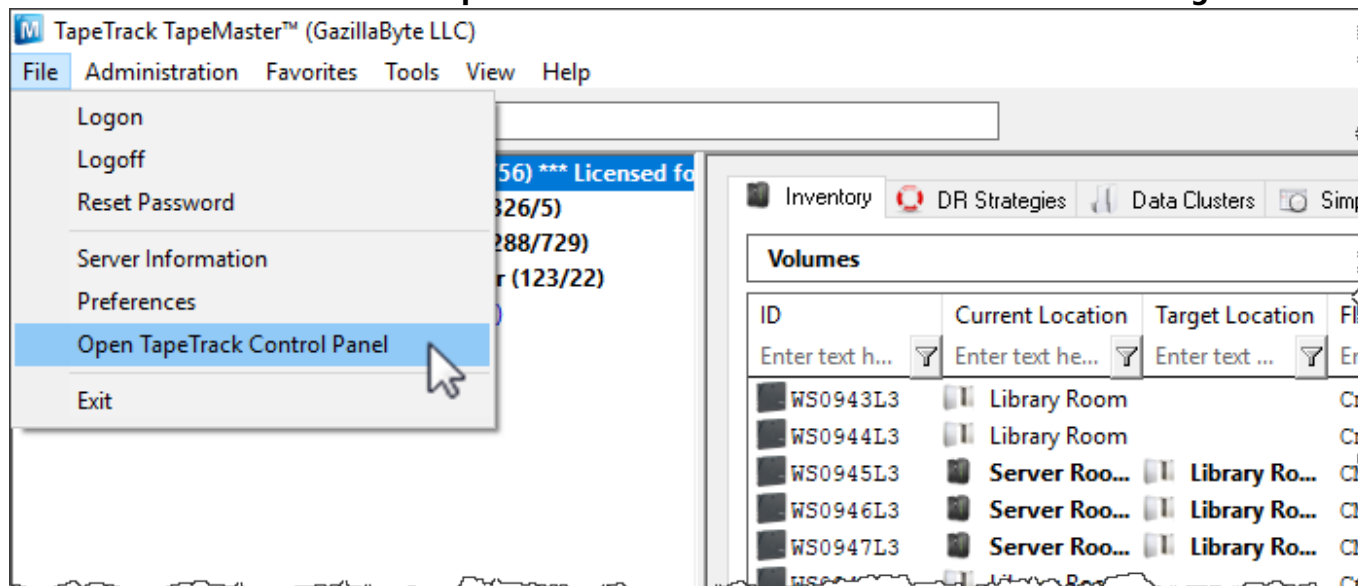 TapeTrack TapeMaster™ (GazillaByte LLC)
File Administration Favorites Tools View Help
Logon
Logoff
Reset Password
Server Information
Preferences
Open TapeTrack Control Panel
Exit
56) *** Licensed fo
326/5)
288/729)
r (123/22)
)
Inventory DR Strategies Data Clusters Simp
Volumes
ID Current Location Target Location Fl
Enter text h... Enter text he... Enter text ... Er
WS0943L3 Library Room
WS0944L3 Library Room
WS0945L3 Server Roo... Library Ro...
WS0946L3 Server Roo... Library Ro...
WS0947L3 Server Roo... Library Ro...